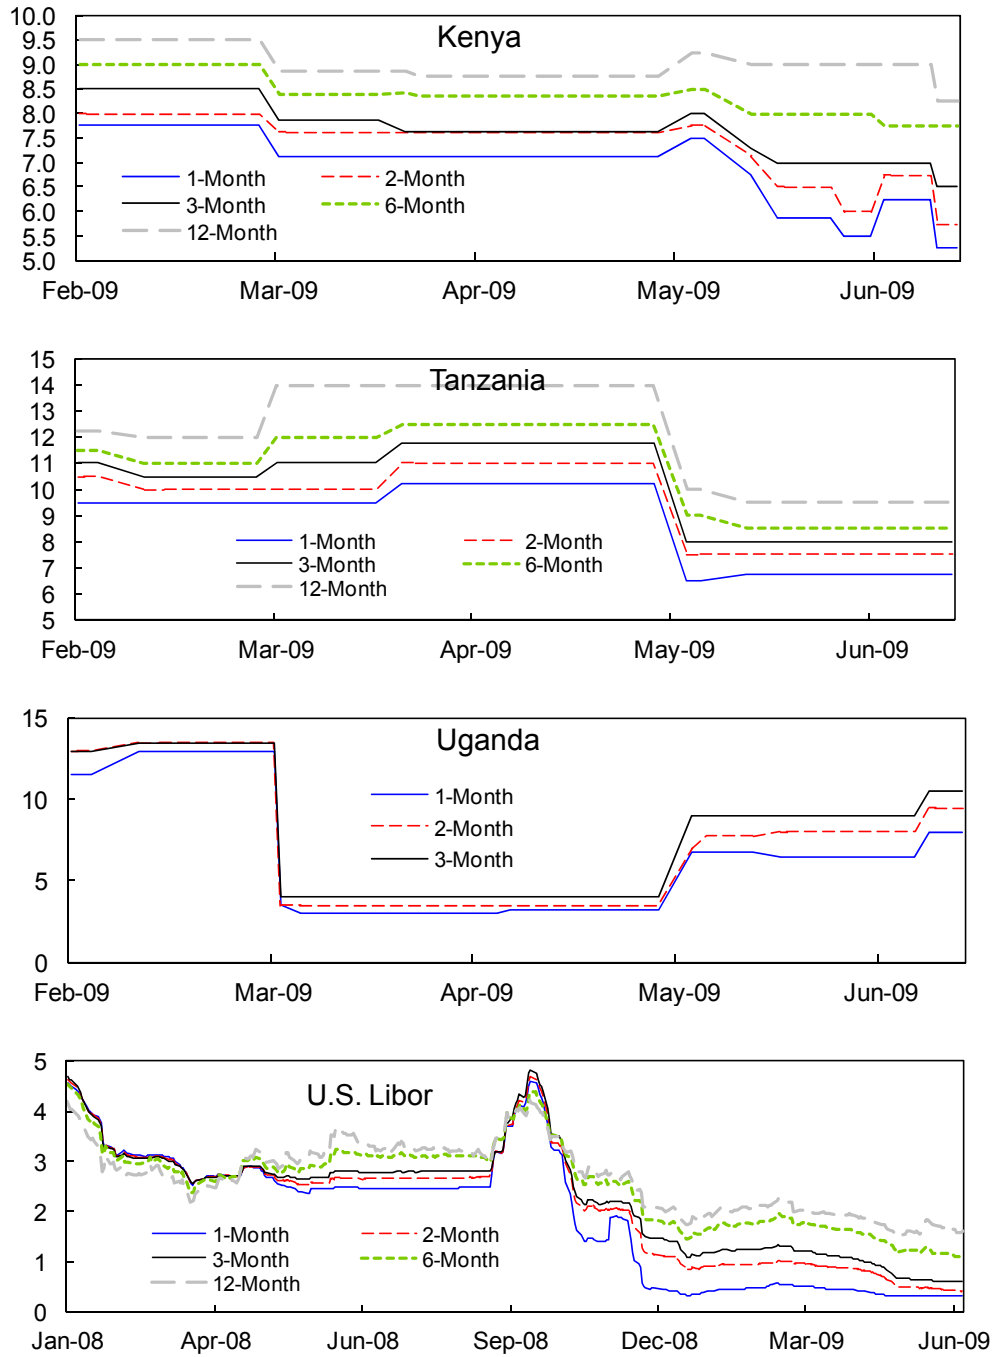 10.0
Kenya
9.5
9.0
8.5
8.0
7.5
7.0
6.5
6.0
5.5
5.0
1-Month
2-Month
3-Month
6-Month
12-Month
Feb-09 Mar-09 Apr-09 May-09 Jun-09
15
Tanzania
14
13
12
11
10
9
8
7
6
5
1-Month
2-Month
3-Month
6-Month
12-Month
Feb-09 Mar-09 Apr-09 May-09 Jun-09
15
Uganda
10
5
0
1-Month
2-Month
3-Month
Feb-09 Mar-09 Apr-09 May-09 Jun-09
5
U.S. Libor
4
3
2
1
0
1-Month
2-Month
3-Month
6-Month
12-Month
Jan-08 Apr-08 Jun-08 Sep-08 Dec-08 Mar-09 Jun-09